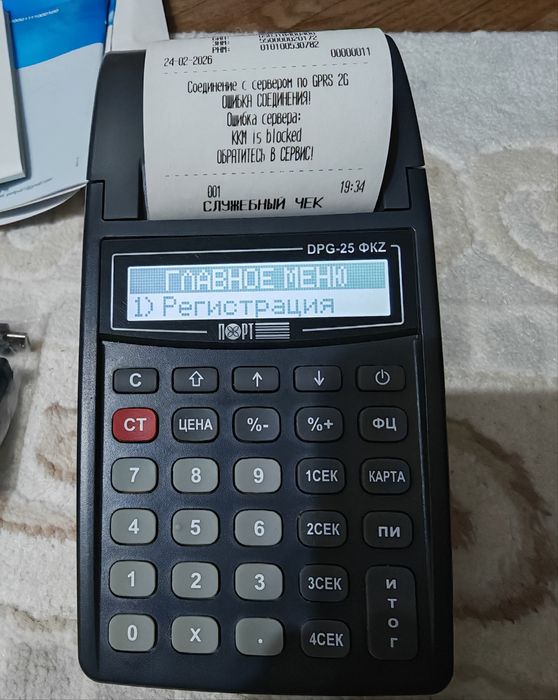 ЗНМ: 550000020172
РНМ: 010100530782
24-02-2026 00000011
Соединение с сервером по GPRS 2G
ОШИБКА СОЕДИНЕНИЯ!
Ошибка сервера:
KKM is blocked
ОБРАТИТЕСЬ В СЕРВИС!
001 19:34
СЛУЖЕБНЫЙ ЧЕК
DPG-25 ФKZ
ГЛАВНОЕ МЕНЮ
1) Регистрация
ПОРТ
C
СТ ЦЕНА %- %+ ФЦ
7 8 9 1СЕК КАРТА
4 5 6 2СЕК ПИ
1 2 3 3СЕК ИТОГ
0 X . 4СЕК